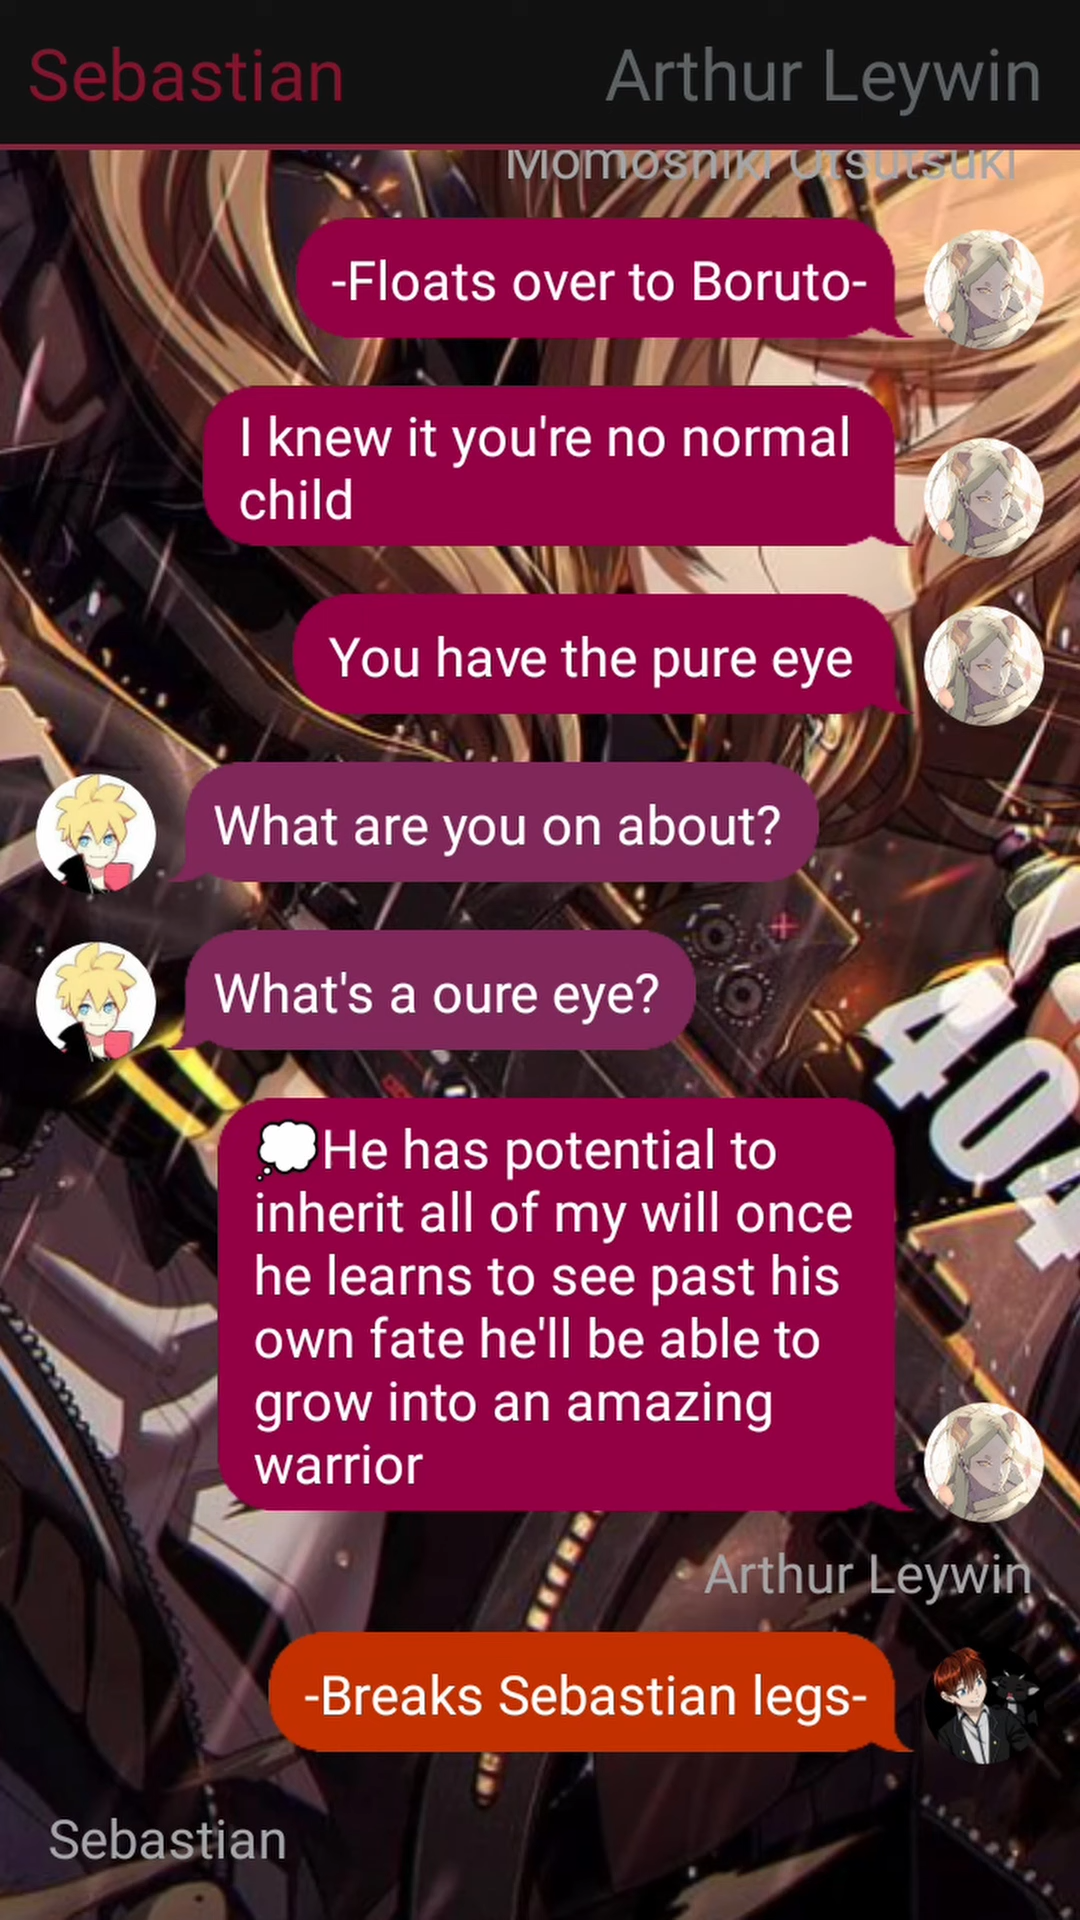 Sebastian
Arthur Leywin
Momoshiki Otsutsuki
-Floats over to Boruto-
I knew it you're no normal
child
You have the pure eye
What are you on about?
What's a oure eye?
💭He has potential to
inherit all of my will once
he learns to see past his
own fate he'll be able to
grow into an amazing
warrior
Arthur Leywin
-Breaks Sebastian legs-
Sebastian
404